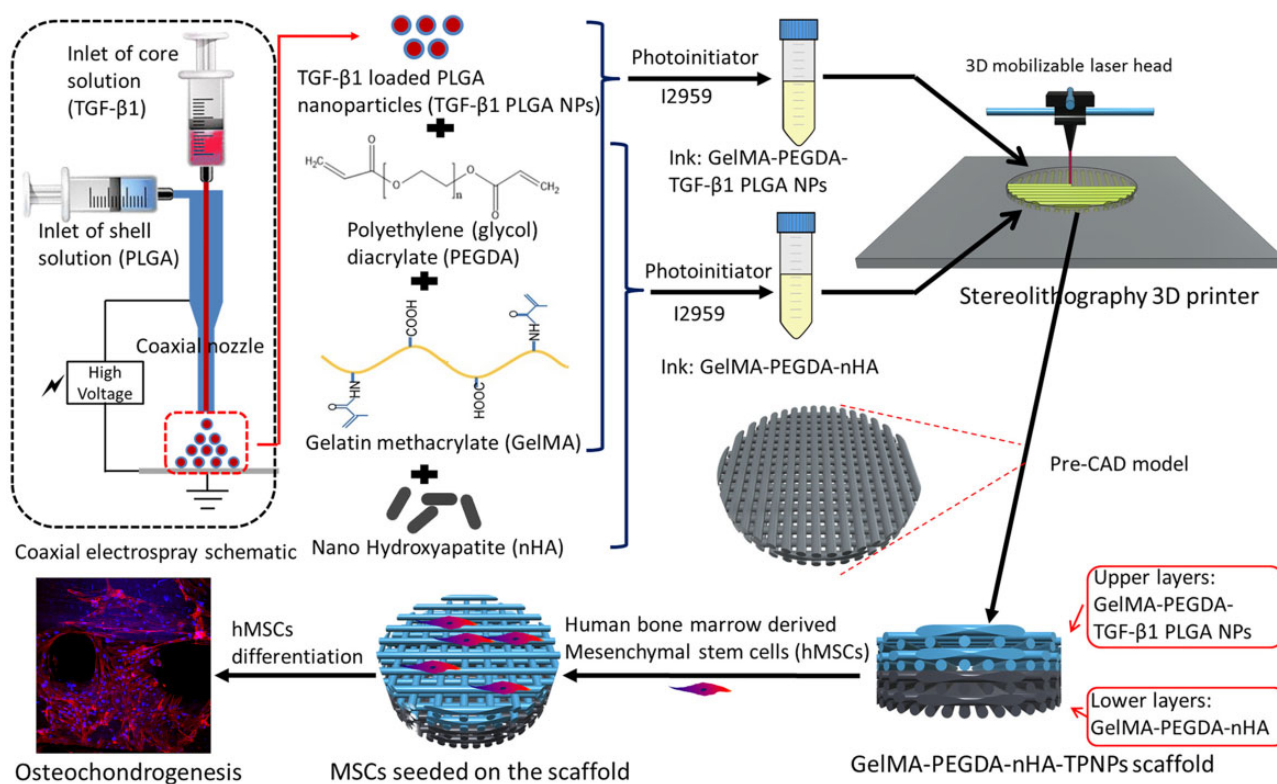 Inlet of core
solution
(TGF-β1)
Inlet of shell
solution (PLGA)
Coaxial nozzle
High
Voltage
Coaxial electrospray schematic
TGF-β1 loaded PLGA
nanoparticles (TGF-β1 PLGA NPs)
H2C
O
O
n
O
O
CH2
Polyethylene (glycol)
diacrylate (PEGDA)
COOH
O
NH
HN
O
HOOC
Gelatin methacrylate (GelMA)
Nano Hydroxyapatite (nHA)
Photoinitiator
I2959
Ink: GelMA-PEGDA-
TGF-β1 PLGA NPs
Photoinitiator
I2959
Ink: GelMA-PEGDA-nHA
3D mobilizable laser head
Stereolithography 3D printer
Pre-CAD model
Upper layers:
GelMA-PEGDA-
TGF-β1 PLGA NPs
Lower layers:
GelMA-PEGDA-nHA
GelMA-PEGDA-nHA-TPNPs scaffold
Human bone marrow derived
Mesenchymal stem cells (hMSCs)
MSCs seeded on the scaffold
hMSCs
differentiation
Osteochondrogenesis